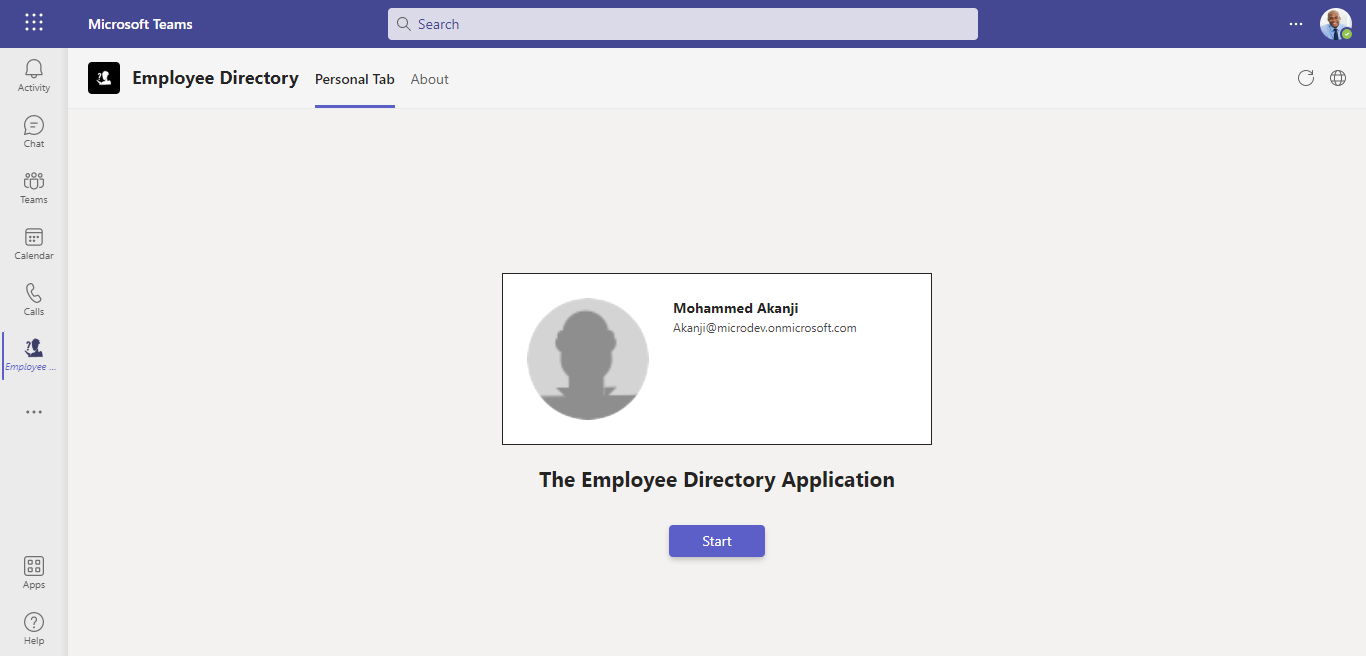 Microsoft Teams
Search
Activity
Chat
Teams
Calendar
Calls
Employee ...
Apps
Help
Employee Directory
Personal Tab
About
Mohammed Akanji
Akanji@microdev.onmicrosoft.com
The Employee Directory Application
Start